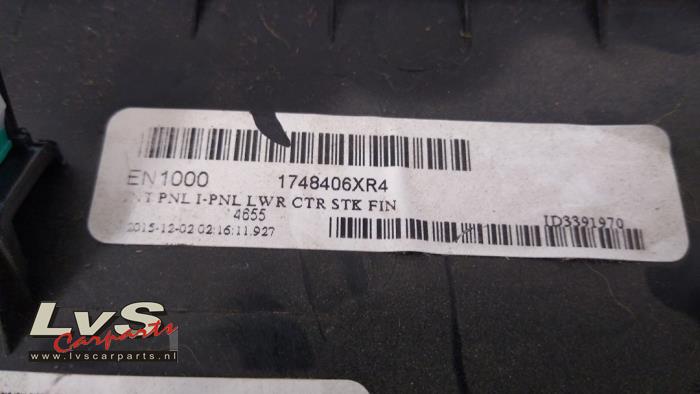 EN1000 1748406XR4
INT PNL I-PNL LWR CTR STK FIN
4655
2015-12-02 02:16:11.927
ID3391970
LvS
Carparts
www.lvscarparts.nl